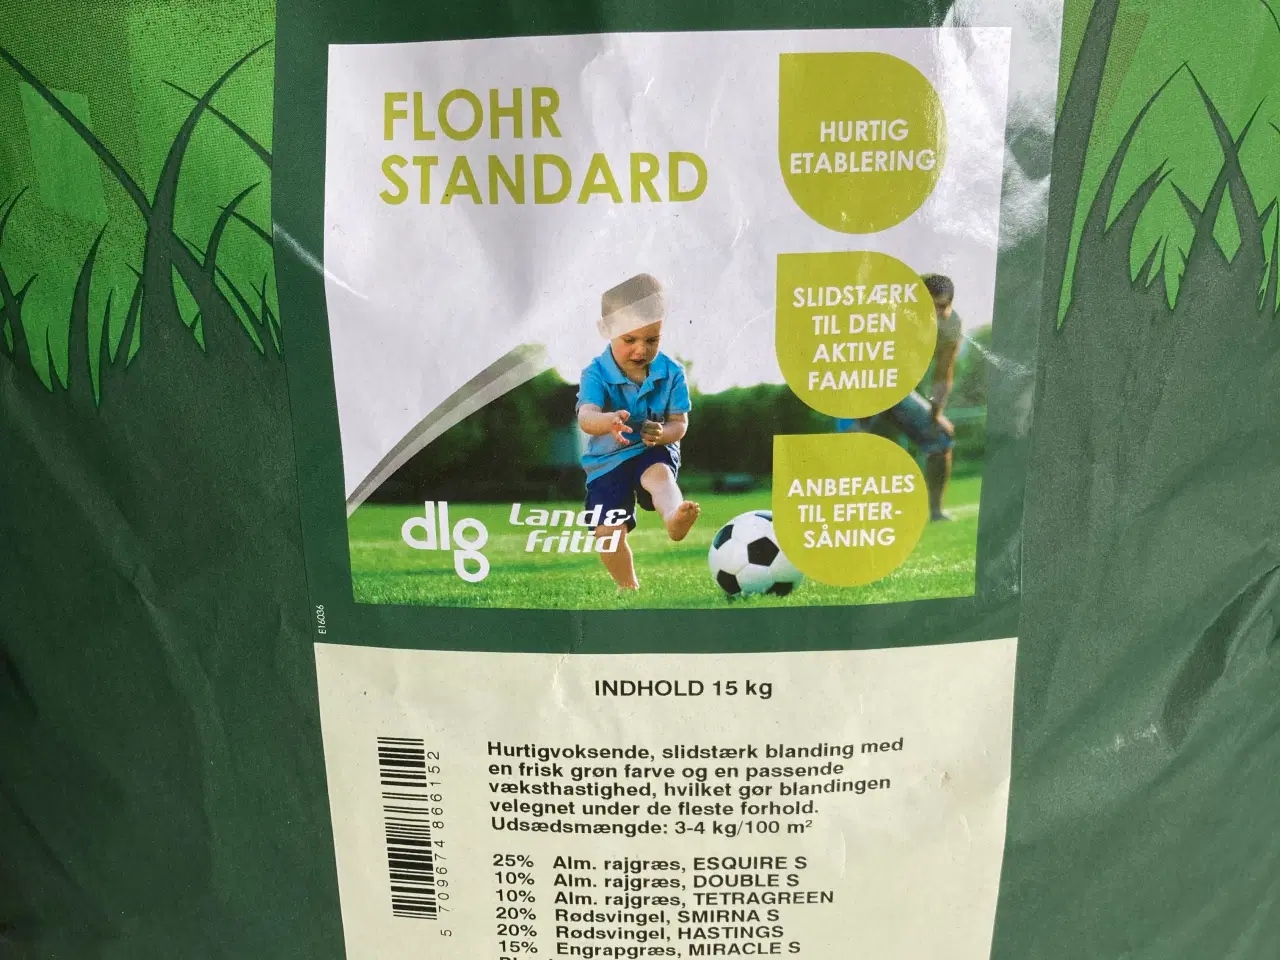 FLOHR
STANDARD
HURTIG
ETABLERING
SLIDSTÆRK
TIL DEN
AKTIVE
FAMILIE
ANBEFALES
TIL EFTER-
SÅNING
dlg
Land&
fritid
E16036
INDHOLD 15 kg
Hurtigvoksende, slidstærk blanding med
en frisk grøn farve og en passende
væksthastighed, hvilket gør blandingen
velegnet under de fleste forhold.
Udsædsmængde: 3-4 kg/100 m²
25% Alm. rajgræs, ESQUIRE S
10% Alm. rajgræs, DOUBLE S
10% Alm. rajgræs, TETRAGREEN
20% Rødsvingel, SMIRNA S
20% Rødsvingel, HASTINGS
15% Engrapgræs, MIRACLE S
5 709674 866152